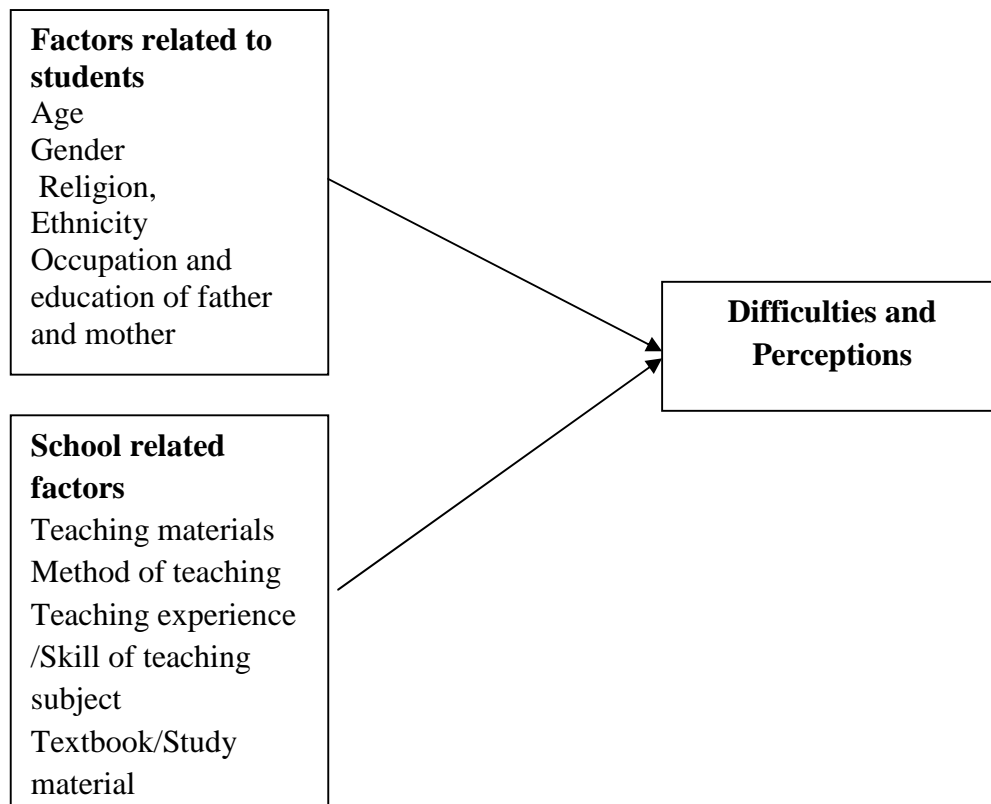 Factors related to
students
Age
Gender
Religion,
Ethnicity
Occupation and
education of father
and mother
Difficulties and
Perceptions
School related
factors
Teaching materials
Method of teaching
Teaching experience
/Skill of teaching
subject
Textbook/Study
material